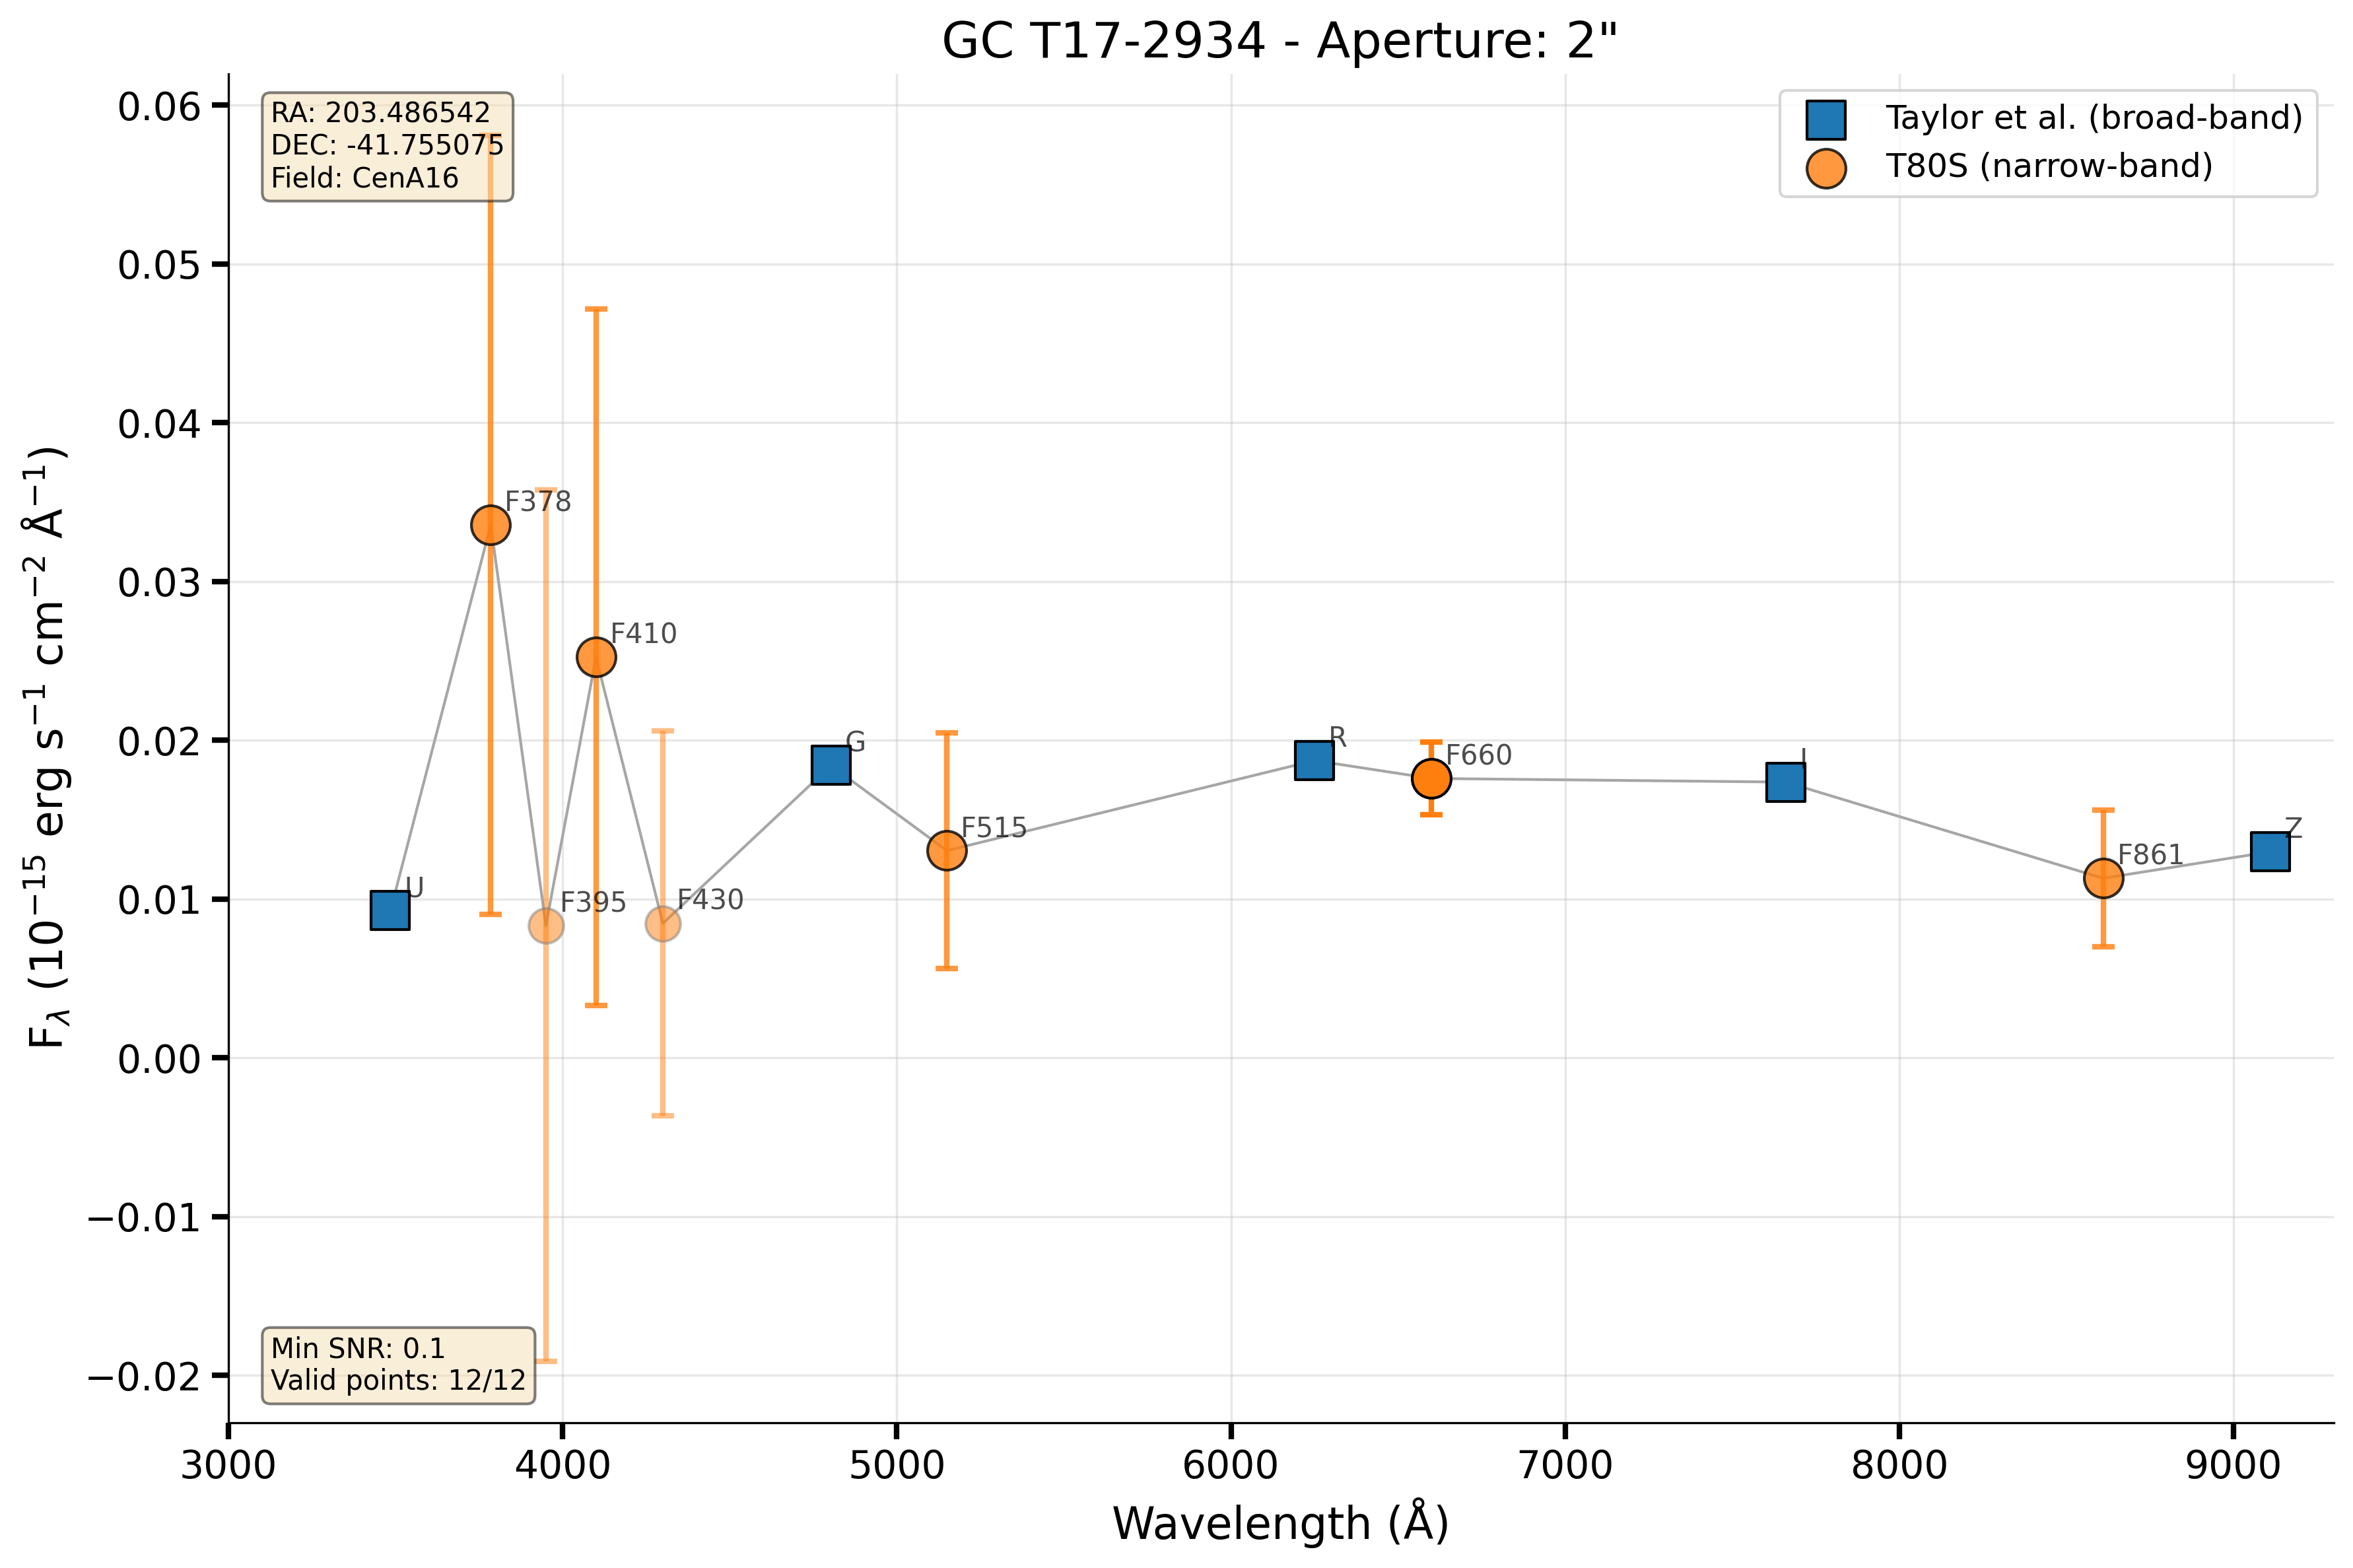 GC T17-2934 - Aperture: 2"
RA: 203.486542
DEC: -41.755075
Field: CenA16
Taylor et al. (broad-band)
T80S (narrow-band)
0.06
0.05
0.04
0.03
0.02
0.01
0.00
−0.01
−0.02
F_λ (10⁻¹⁵ erg s⁻¹ cm⁻² Å⁻¹)
U
F378
F395
F410
F430
G
F515
R
F660
I
F861
Z
Min SNR: 0.1
Valid points: 12/12
3000 4000 5000 6000 7000 8000 9000
Wavelength (Å)